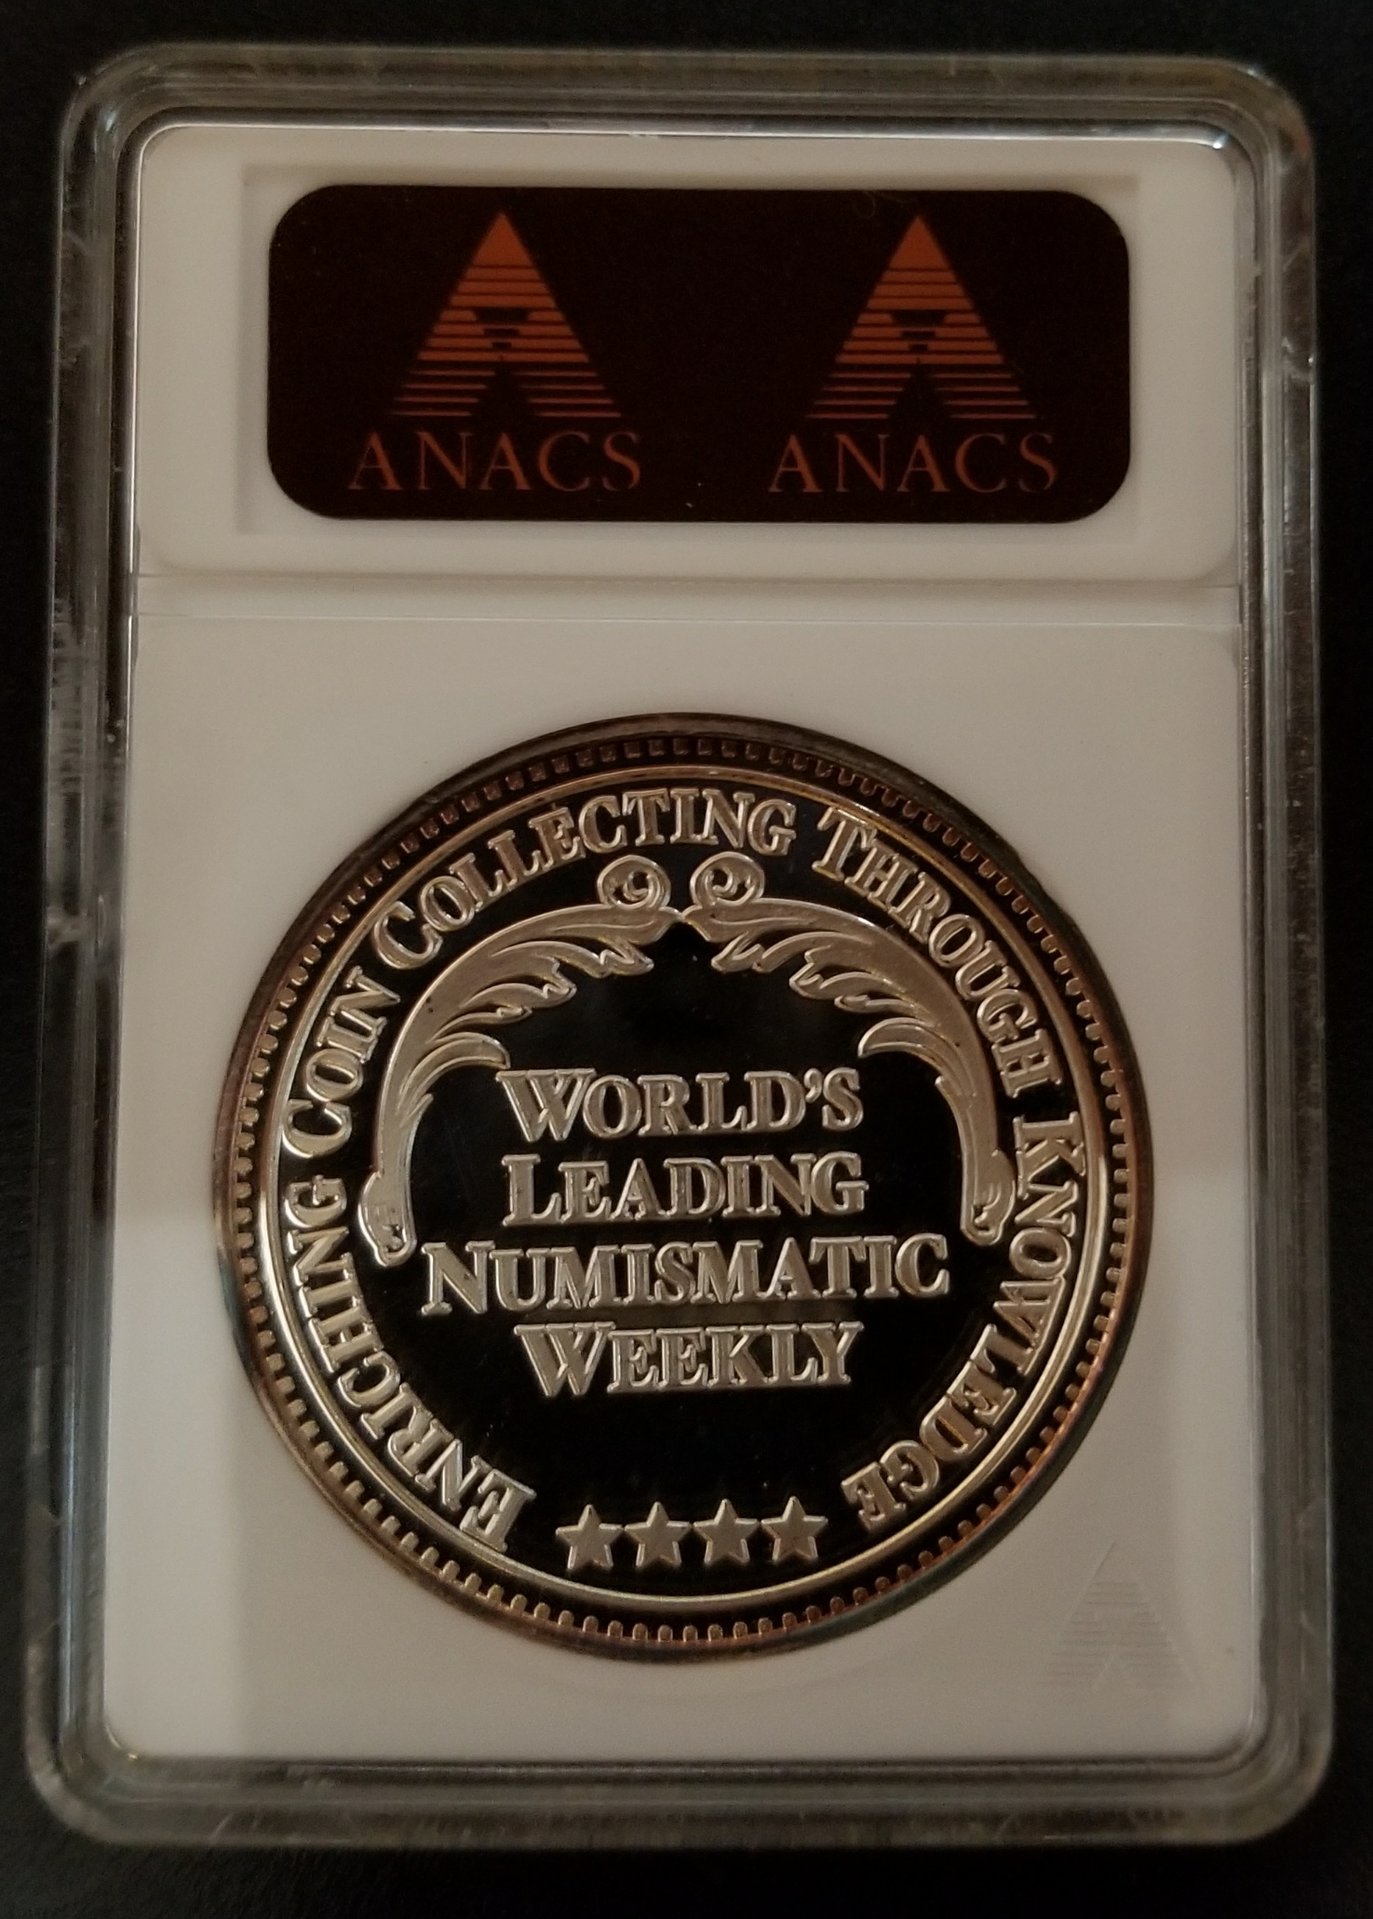 ANACS ANACS
ENRICHING COIN COLLECTING THROUGH KNOWLEDGE
WORLD'S
LEADING
NUMISMATIC
WEEKLY